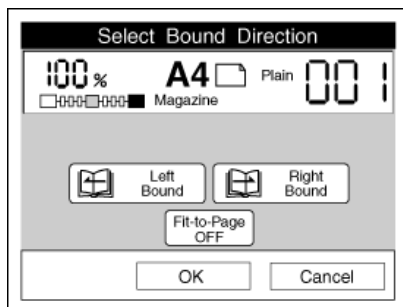 Select Bound Direction
100 % A4 Plain 001
Magazine
Left Bound
Right Bound
Fit-to-Page
OFF
OK Cancel